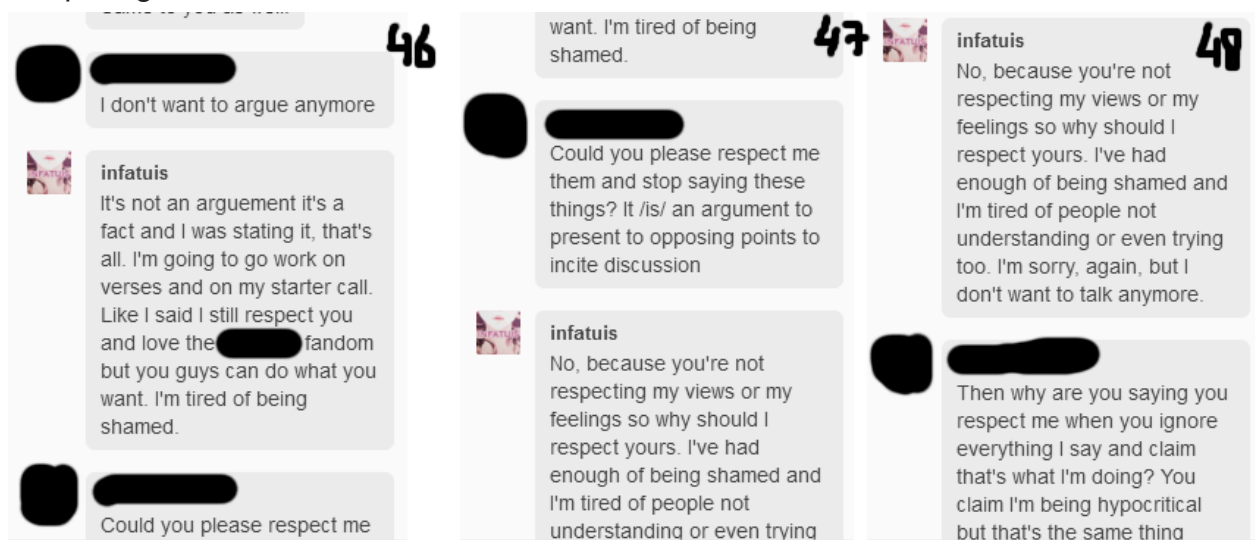 46
I don't want to argue anymore
infatuis
It's not an arguement it's a
fact and I was stating it, that's
all. I'm going to go work on
verses and on my starter call.
Like I said I still respect you
and love the fandom
but you guys can do what you
want. I'm tired of being
shamed.
Could you please respect me
47
want. I'm tired of being
shamed.
Could you please respect me
them and stop saying these
things? It /is/ an argument to
present to opposing points to
incite discussion
infatuis
No, because you're not
respecting my views or my
feelings so why should I
respect yours. I've had
enough of being shamed and
I'm tired of people not
understanding or even trying
48
infatuis
No, because you're not
respecting my views or my
feelings so why should I
respect yours. I've had
enough of being shamed and
I'm tired of people not
understanding or even trying
too. I'm sorry, again, but I
don't want to talk anymore.
Then why are you saying you
respect me when you ignore
everything I say and claim
that's what I'm doing? You
claim I'm being hypocritical
but that's the same thing